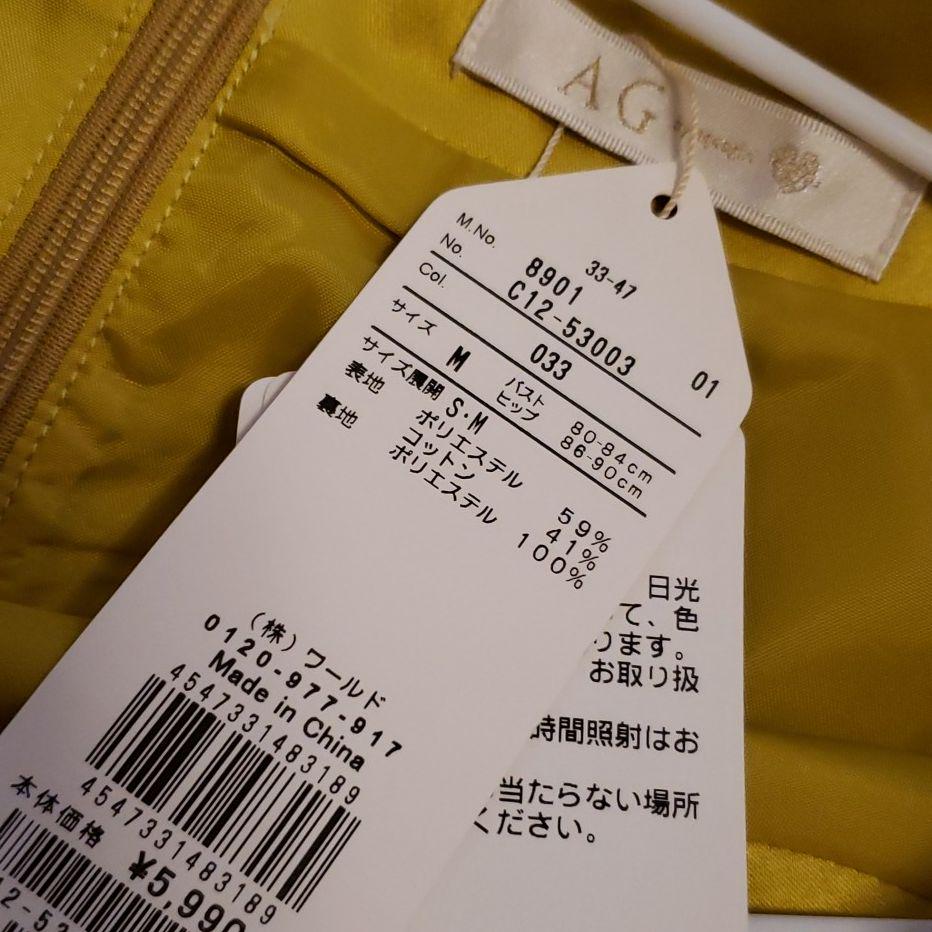 AG
M.No. 33-47
No. 8901
C12-53003 01
Col. 033
サイズ M バスト 80-84cm
ヒップ 86-90cm
サイズ展開 S・M
表地 ポリエステル 59%
コットン 41%
裏地 ポリエステル 100%
(株)ワールド
0120-977-917
Made in China
4547331483189
4547331483189
本体価格 ¥5,990
日光
て、色
ります。
お取り扱
時間照射はお
当たらない場所
ください。